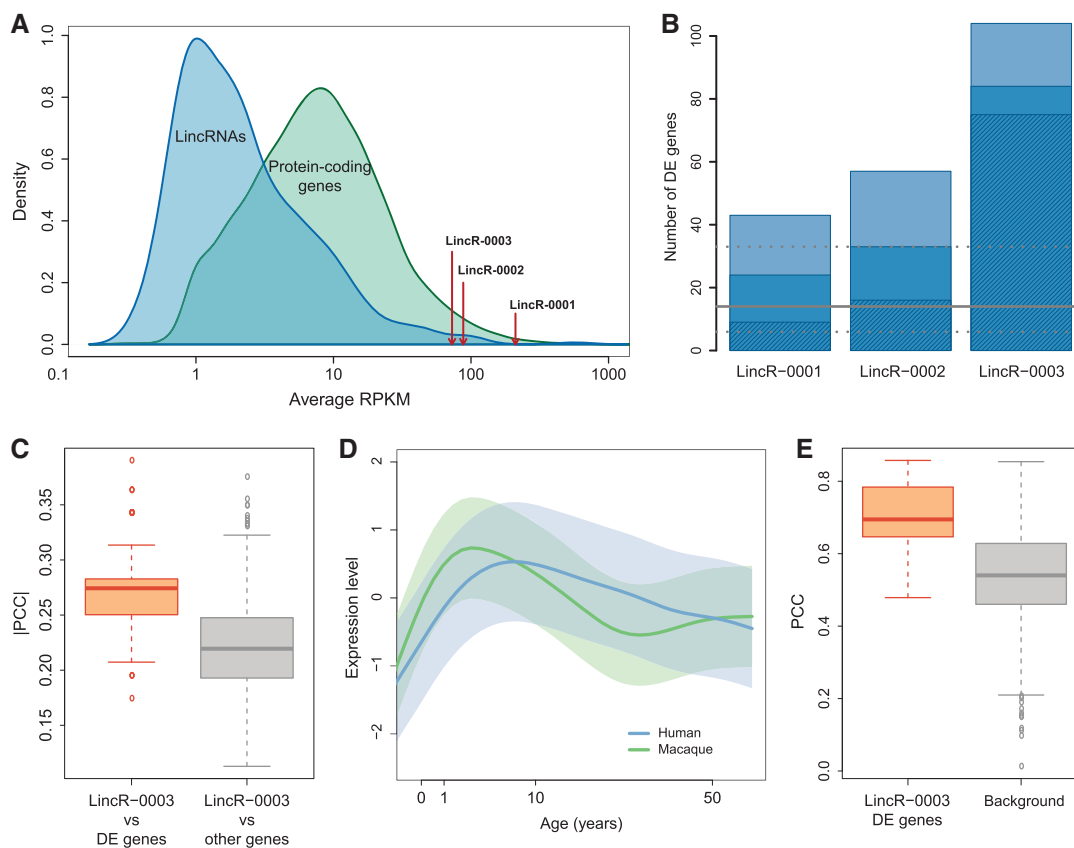 A
Density
0.0
0.2
0.4
0.6
0.8
1.0
LincRNAs
Protein-coding
genes
LincR-0003
LincR-0002
LincR-0001
0.1
1
10
100
1000
Average RPKM
B
Number of DE genes
0
20
40
60
80
100
LincR−0001
LincR−0002
LincR−0003
C
|PCC|
0.15
0.20
0.25
0.30
0.35
LincR−0003
vs
DE genes
LincR−0003
vs
other genes
D
Expression level
2
1
0
−1
−2
Human
Macaque
0
1
10
50
Age (years)
E
PCC
0.0
0.2
0.4
0.6
0.8
LincR−0003
DE genes
Background